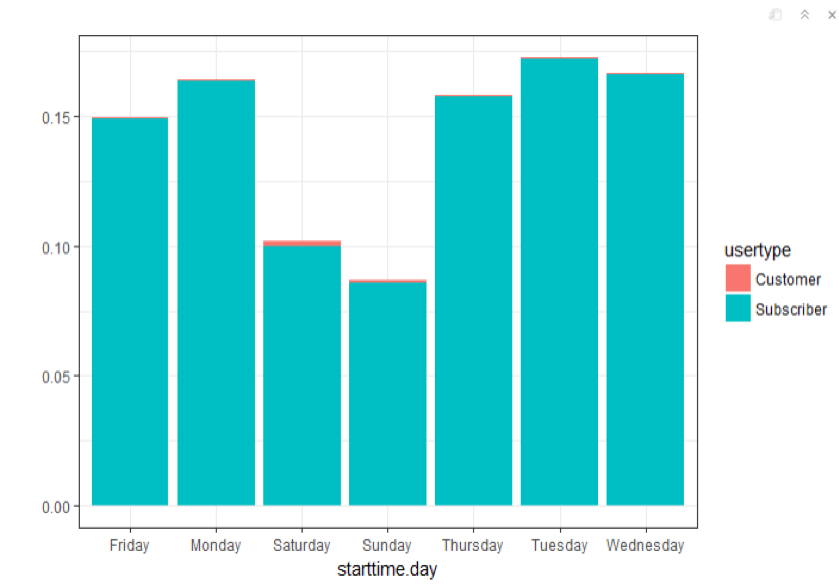 0.15
0.10
0.05
0.00
Friday Monday Saturday Sunday Thursday Tuesday Wednesday
starttime.day
usertype
Customer
Subscriber